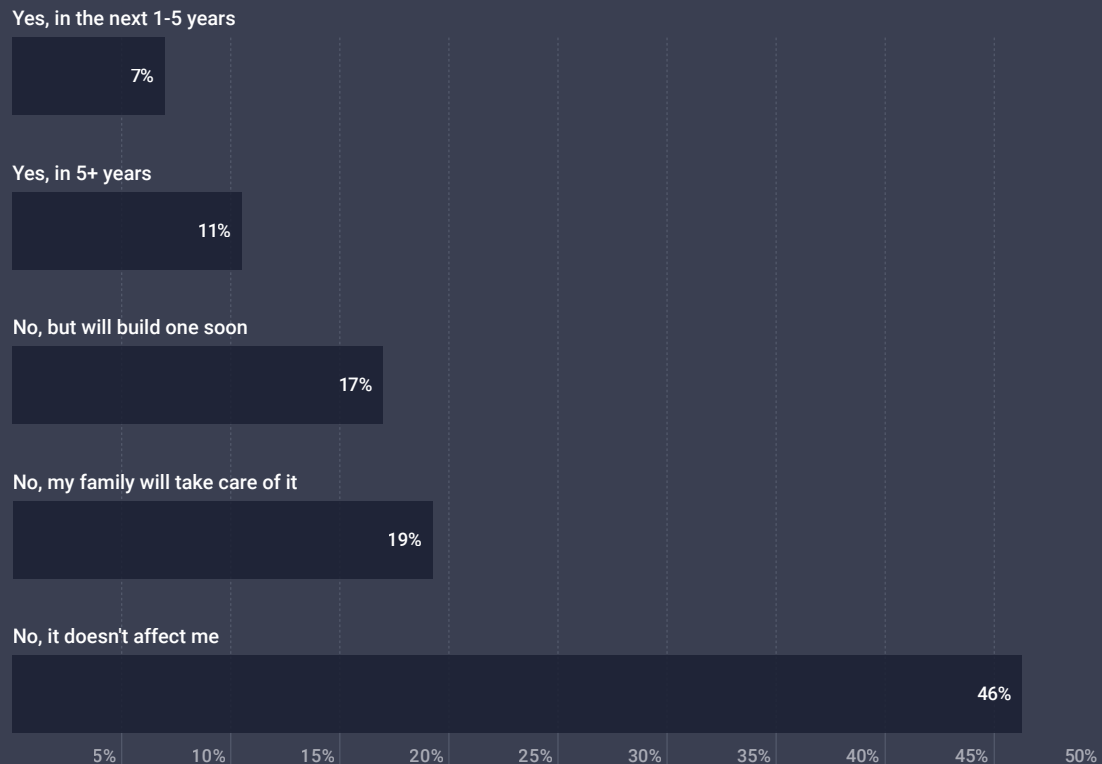 Yes, in the next 1-5 years
7%
Yes, in 5+ years
11%
No, but will build one soon
17%
No, my family will take care of it
19%
No, it doesn't affect me
46%
5% 10% 15% 20% 25% 30% 35% 40% 45% 50%